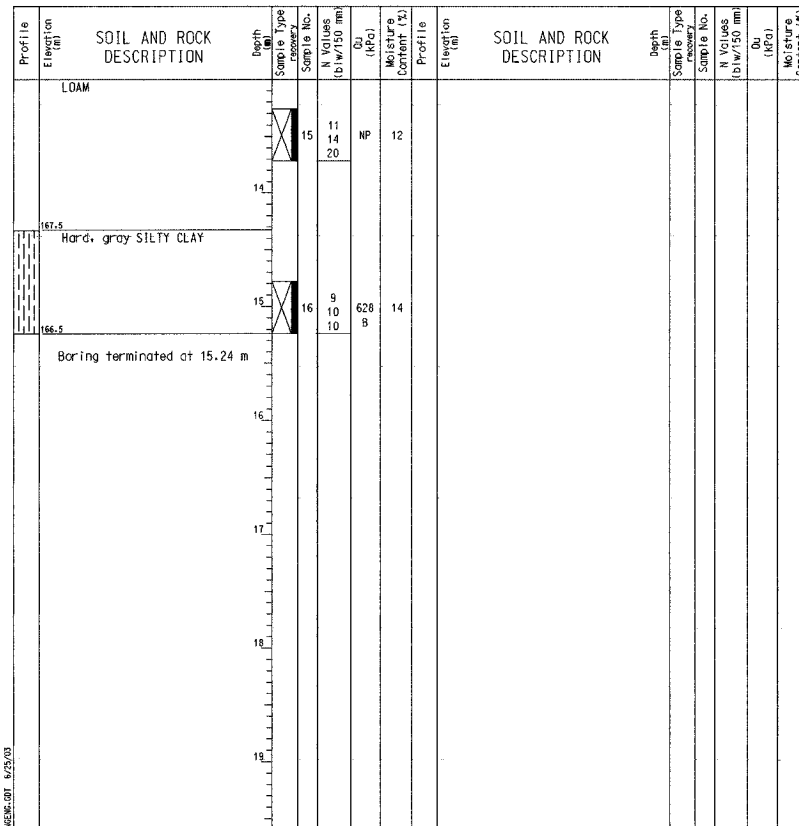 Profile
Elevation (m)
SOIL AND ROCK
DESCRIPTION
Depth (m)
Sample Type
recovery
Sample No.
N Values
(blw/150 mm)
Qu
(kPa)
Moisture
Content (%)
Profile
Elevation
(m)
SOIL AND ROCK
DESCRIPTION
Depth
(m)
Sample Type
recovery
Sample No.
N Values
(blw/150 mm)
Qu
(kPa)
Moisture
LOAM
15 11 NP 12
14
20
14
167.5
Hard, gray SILTY CLAY
15 16 9 628 14
10 B
10
166.5
Boring terminated at 15.24 m
16
17
18
19
6/25/03